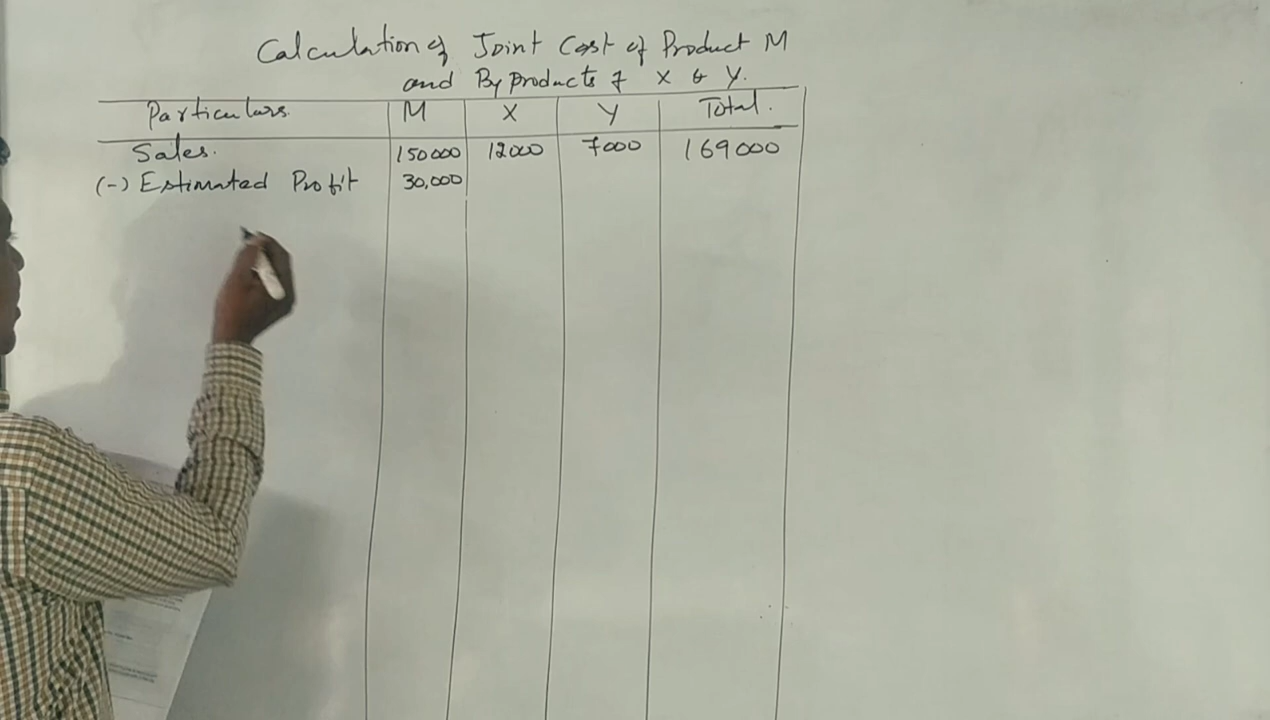 Calculation of Joint Cost of Product M
and By products of X & Y.
Particulars. M X Y Total.
Sales. 150000 12000 7000 169000
(-) Estimated Profit 30,000